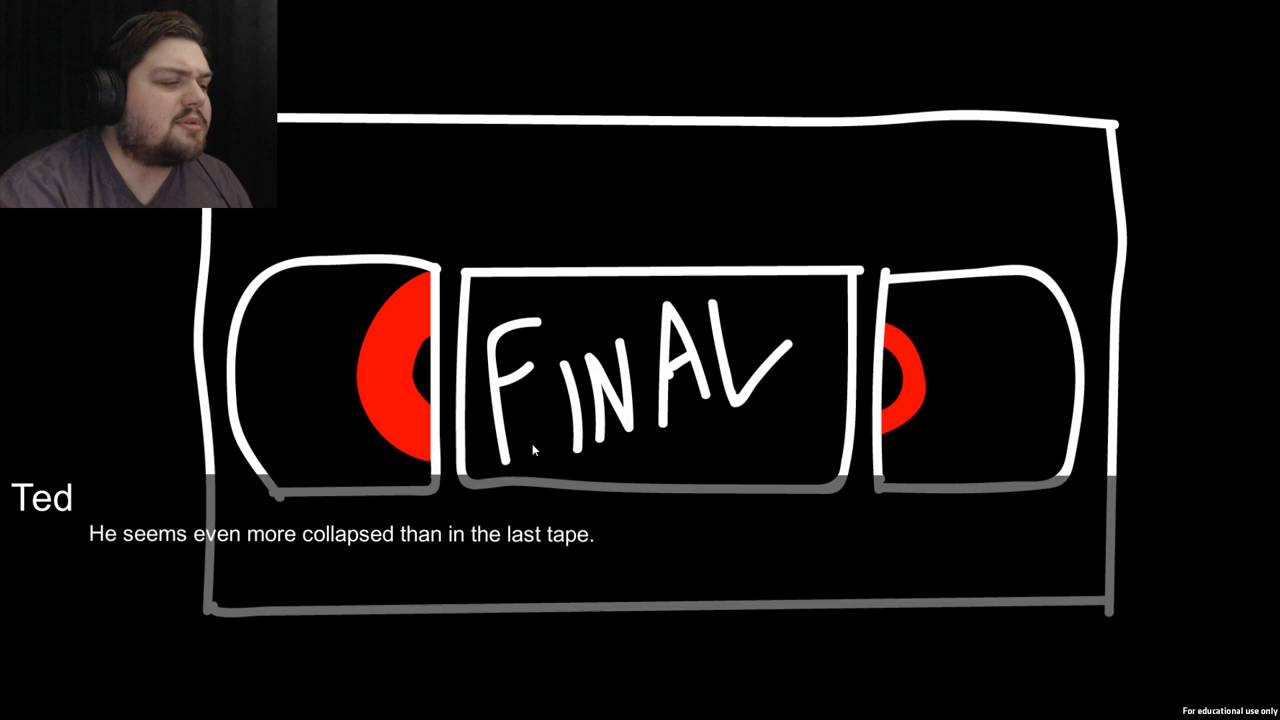 FINAL
Ted
He seems even more collapsed than in the last tape.
For educational use only